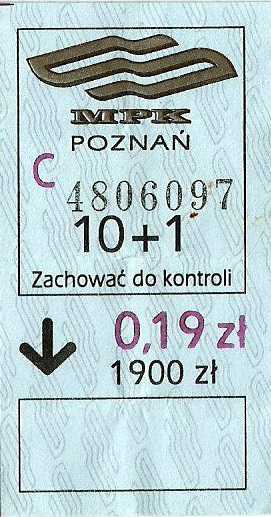 MPK
POZNAŃ
C
4806097
10+1
Zachować do kontroli
0,19 zł
1900 zł